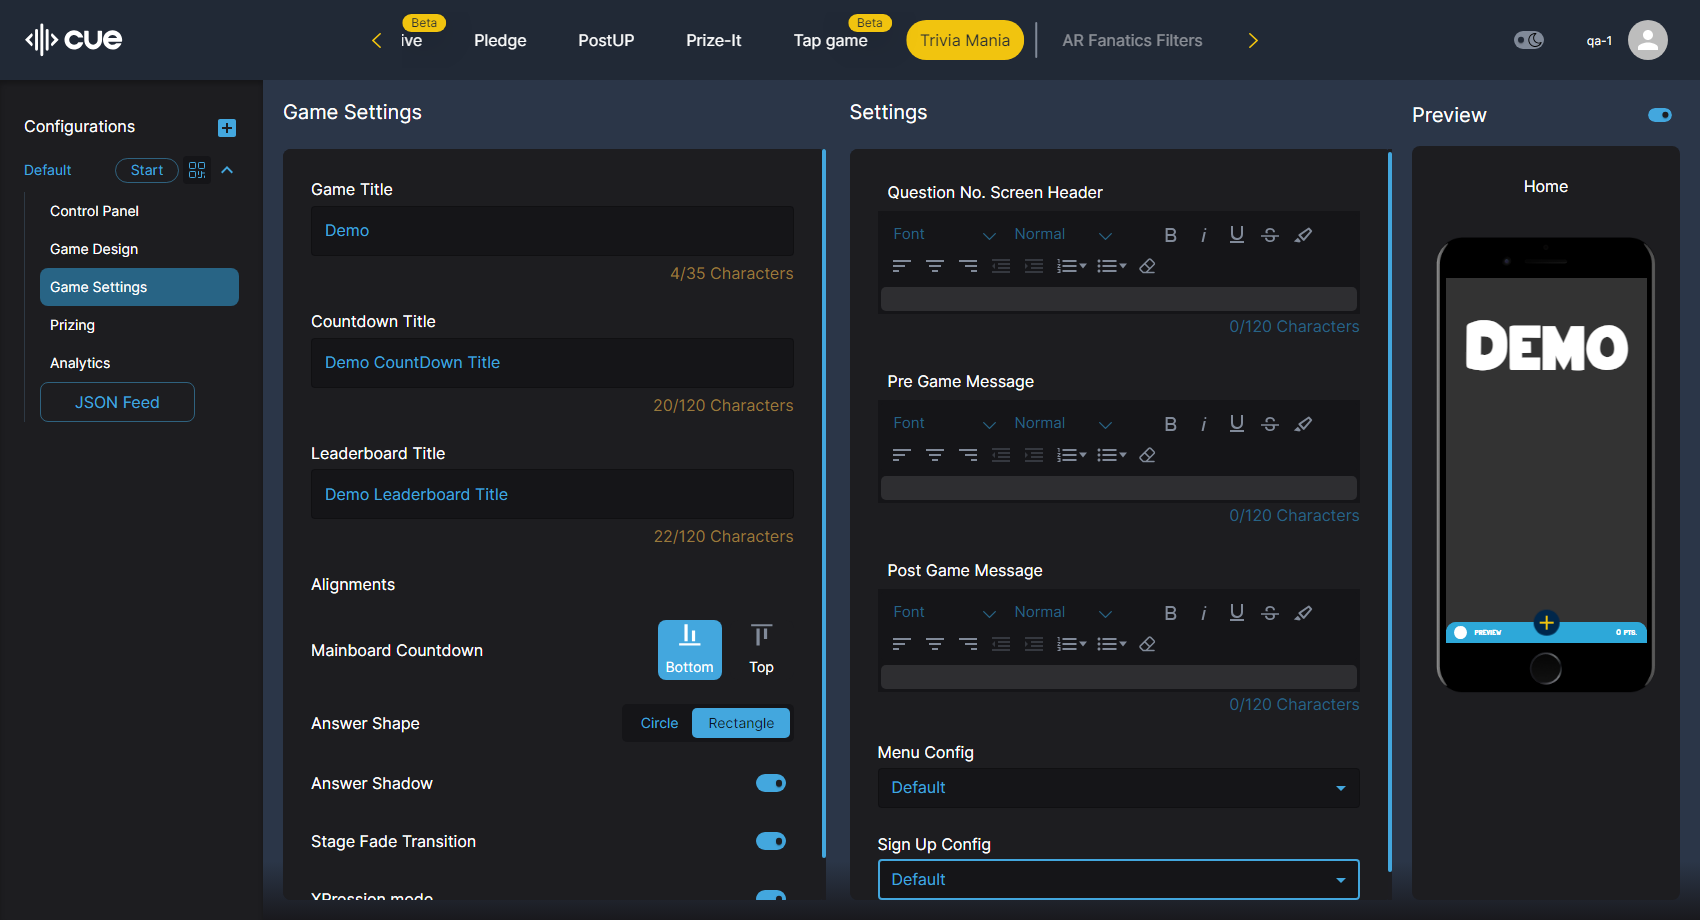 cue
ive
Beta
Pledge
PostUP
Prize-It
Tap game
Beta
Trivia Mania
AR Fanatics Filters
qa-1
Configurations
Default
Start
Control Panel
Game Design
Game Settings
Prizing
Analytics
JSON Feed
Game Settings
Game Title
Demo
4/35 Characters
Countdown Title
Demo CountDown Title
20/120 Characters
Leaderboard Title
Demo Leaderboard Title
22/120 Characters
Alignments
Mainboard Countdown
Bottom
Top
Answer Shape
Circle
Rectangle
Answer Shadow
Stage Fade Transition
XPression mode
Settings
Question No. Screen Header
Font
Normal
B i U S
0/120 Characters
Pre Game Message
Font
Normal
B i U S
0/120 Characters
Post Game Message
Font
Normal
B i U S
0/120 Characters
Menu Config
Default
Sign Up Config
Default
Preview
Home
DEMO
PREVIEW
0 PTS.